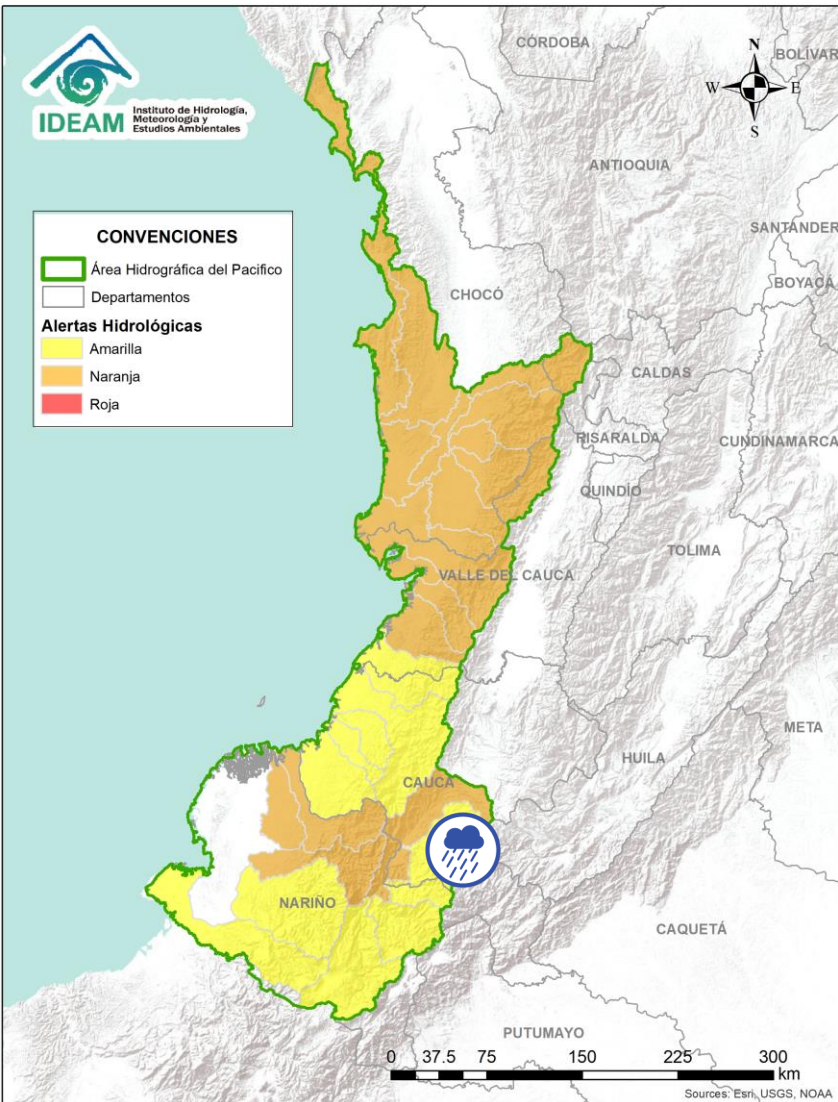 IDEAM
Instituto de Hidrología,
Meteorología y
Estudios Ambientales
CÓRDOBA
BOLÍVAR
N
W
E
S
ANTIOQUIA
SANTANDER
CONVENCIONES
Área Hidrográfica del Pacifico
Departamentos
Alertas Hidrológicas
Amarilla
Naranja
Roja
BOYACÁ
CHOCÓ
CALDAS
RISARALDA
CUNDINAMARCA
QUINDÍO
TOLIMA
VALLE DEL CAUCA
META
HUILA
CAUCA
NARIÑO
CAQUETÁ
PUTUMAYO
0 37.5 75 150 225 300
km
Sources: Esri, USGS, NOAA